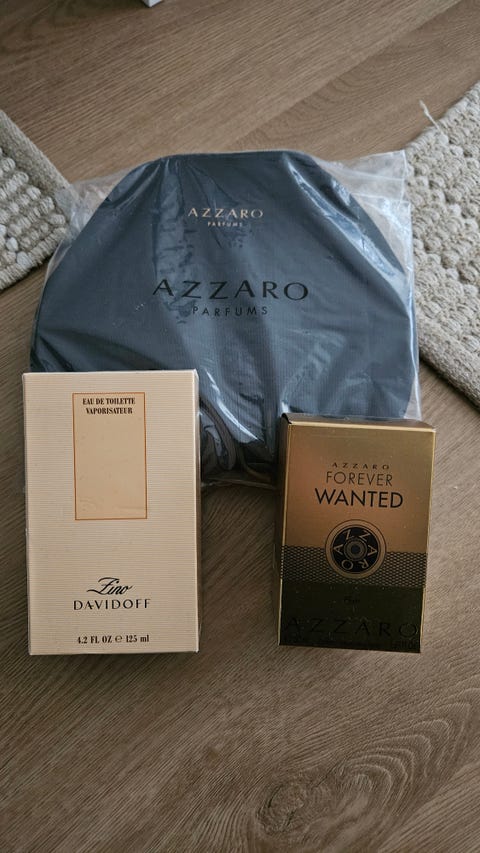 AZZARO
PARFUMS
AZZARO
PARFUMS
EAU DE TOILETTE
VAPORISATEUR
Zino
DAVIDOFF
4.2 FL. OZ e 125 ml
AZZARO
FOREVER
WANTED
AZZARO
AZZARO